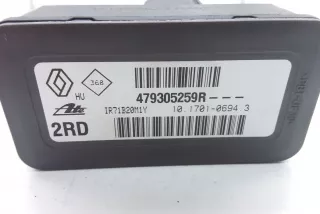 368
HU
479305259R---
Ate
IR71B20M1Y
10.1701-0694 3
2RD